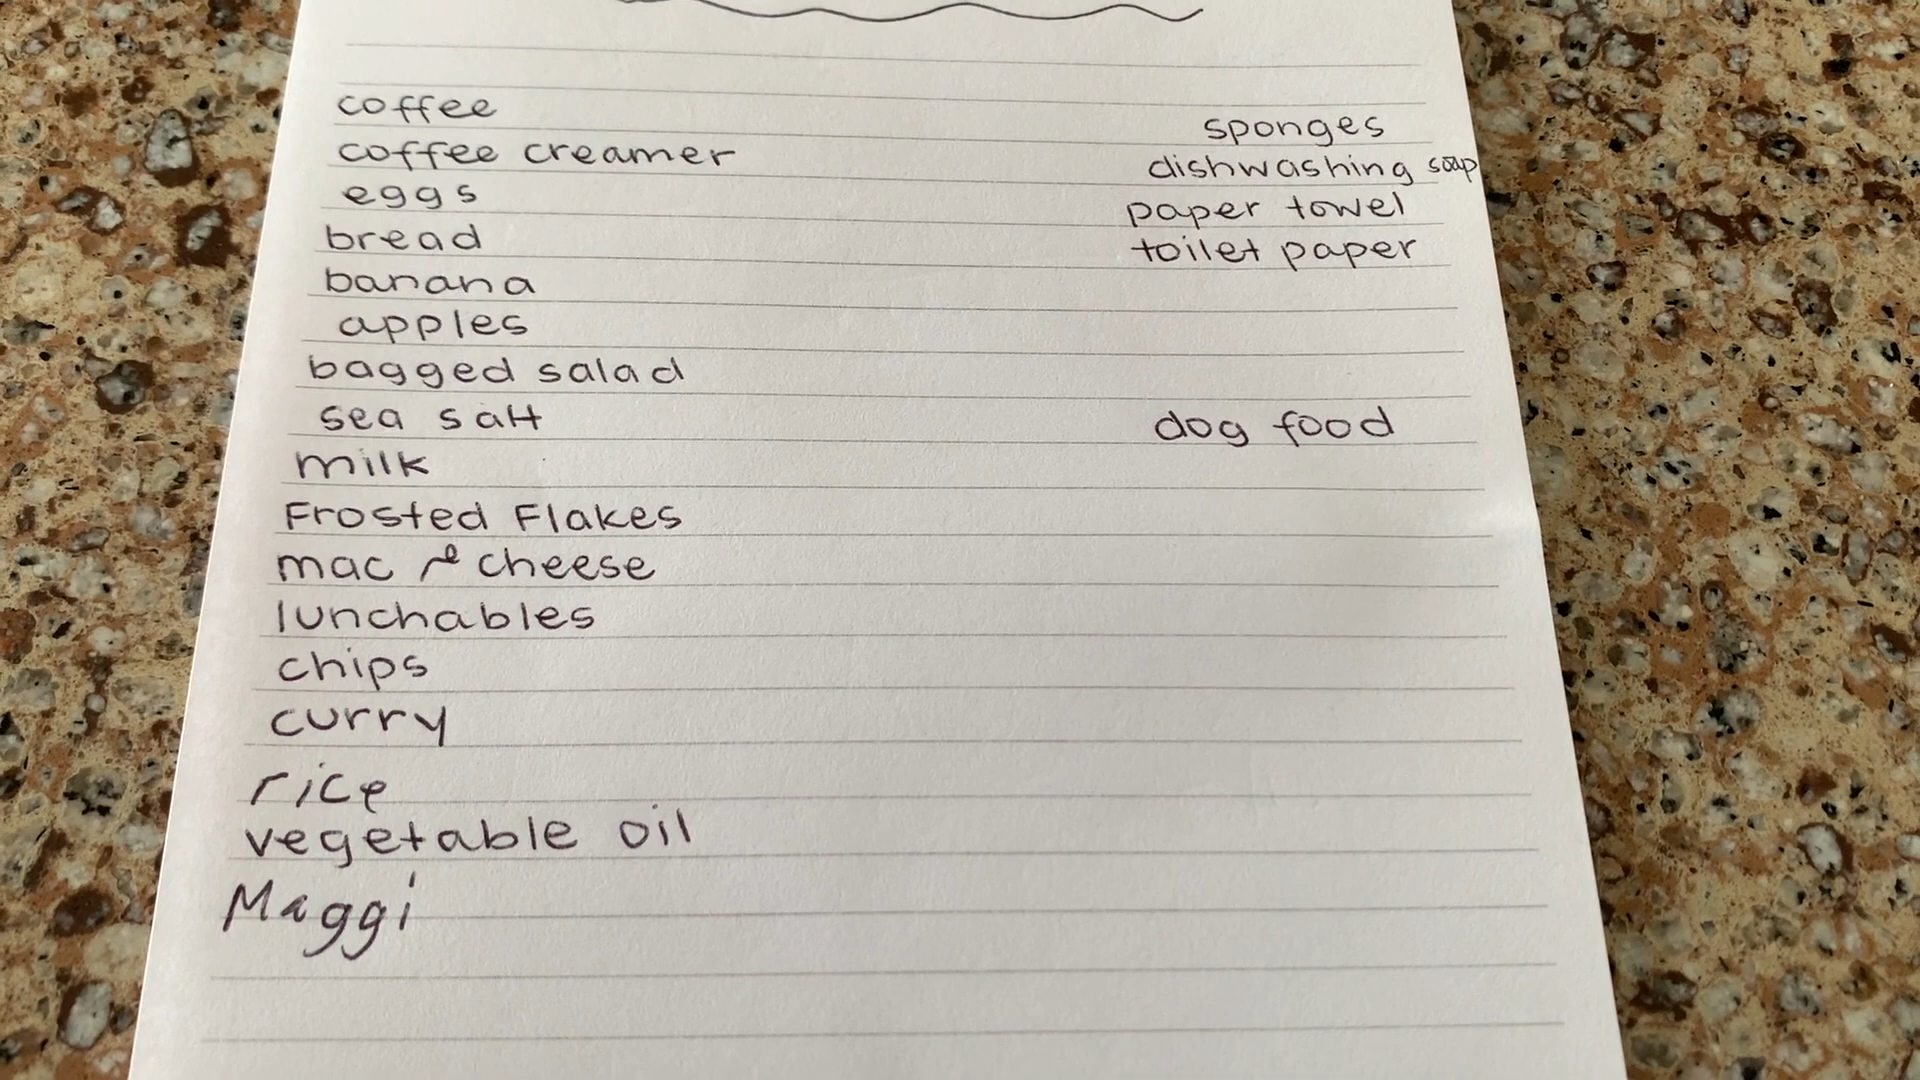 coffee
coffee creamer
eggs
bread
banana
apples
bagged salad
sea salt
milk
Frosted Flakes
mac & cheese
lunchables
chips
curry
rice
vegetable oil
Maggi
sponges
dishwashing soap
paper towel
toilet paper
dog food